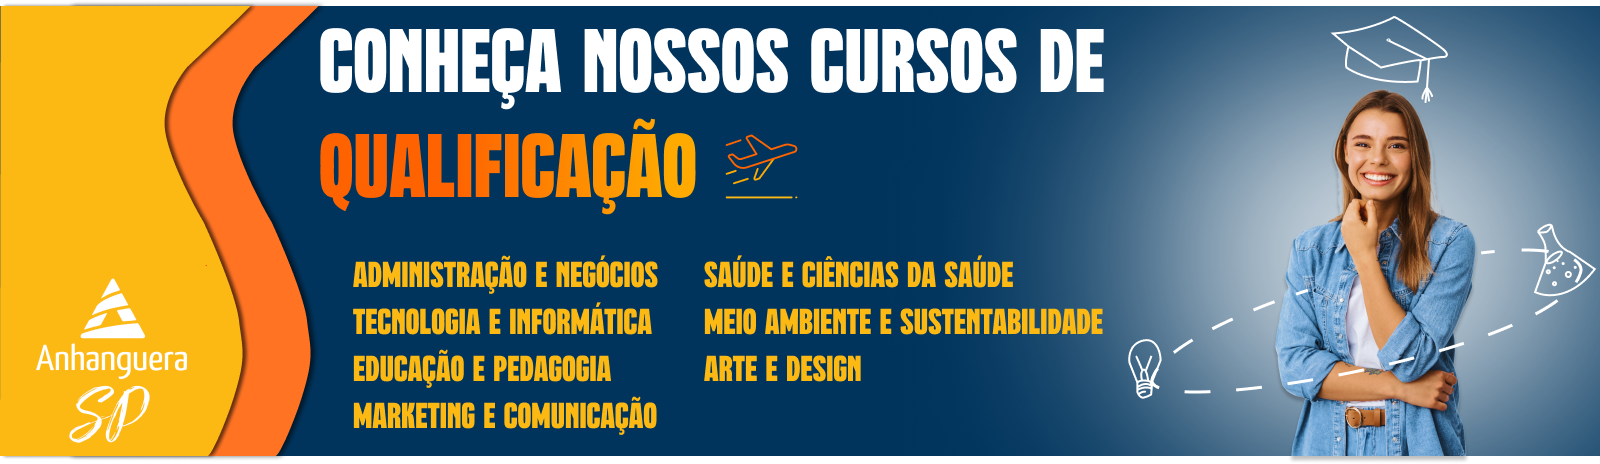 CONHEÇA NOSSOS CURSOS DE
QUALIFICAÇÃO
ADMINISTRAÇÃO E NEGÓCIOS
TECNOLOGIA E INFORMÁTICA
EDUCAÇÃO E PEDAGOGIA
MARKETING E COMUNICAÇÃO
SAÚDE E CIÊNCIAS DA SAÚDE
MEIO AMBIENTE E SUSTENTABILIDADE
ARTE E DESIGN
Anhanguera
SP